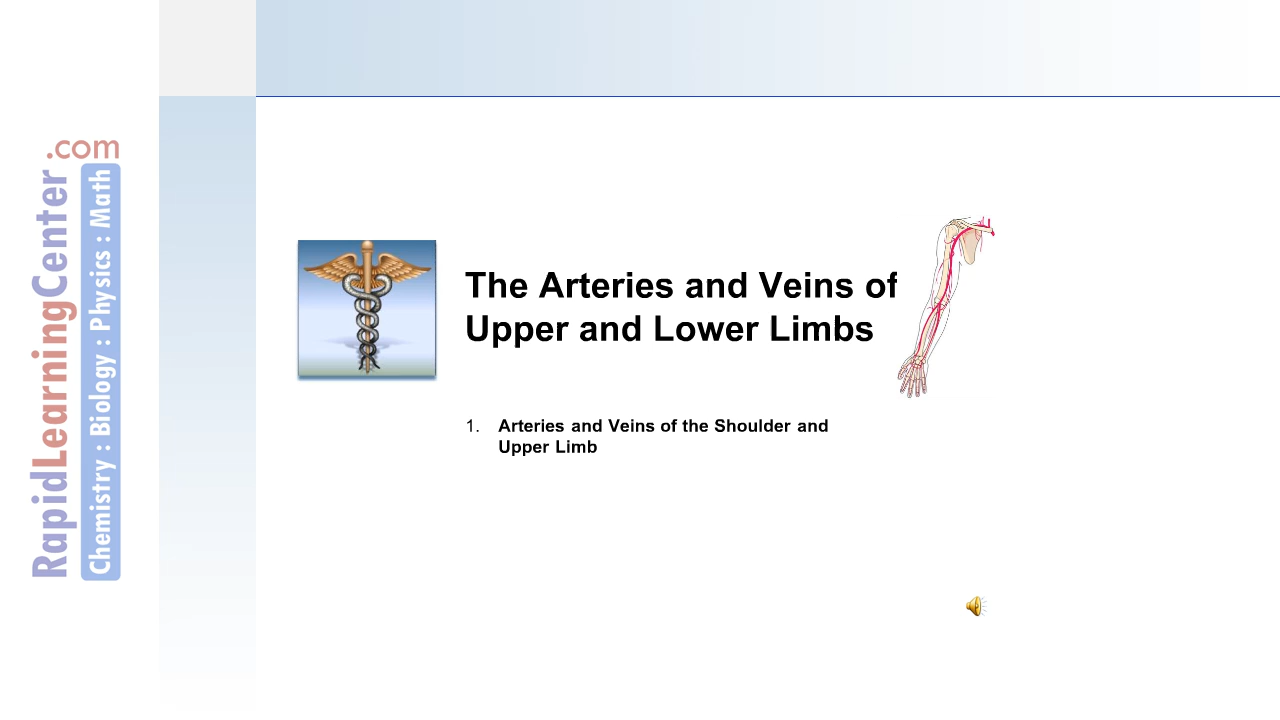 RapidLearningCenter.com
Chemistry : Biology : Physics : Math
The Arteries and Veins of
Upper and Lower Limbs
1. Arteries and Veins of the Shoulder and
Upper Limb